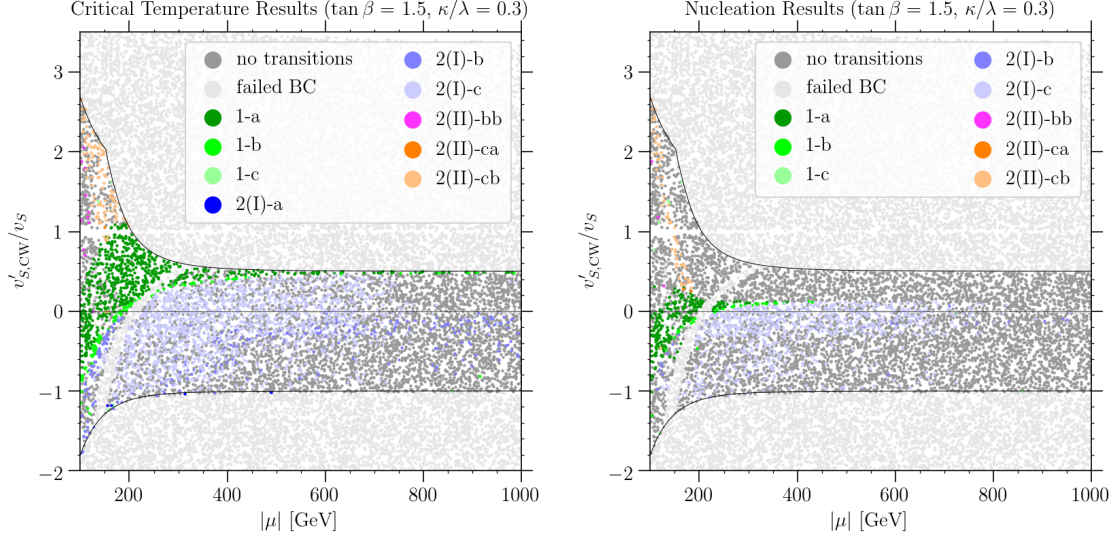 Critical Temperature Results (tan β = 1.5, κ/λ = 0.3)
no transitions
failed BC
1-a
1-b
1-c
2(I)-a
2(I)-b
2(I)-c
2(II)-bb
2(II)-ca
2(II)-cb
3
2
1
0
−1
−2
v′S,CW/vS
200
400
600
800
1000
|μ| [GeV]
Nucleation Results (tan β = 1.5, κ/λ = 0.3)
no transitions
failed BC
1-a
1-b
1-c
2(I)-b
2(I)-c
2(II)-bb
2(II)-ca
2(II)-cb
3
2
1
0
−1
−2
v′S,CW/vS
200
400
600
800
1000
|μ| [GeV]